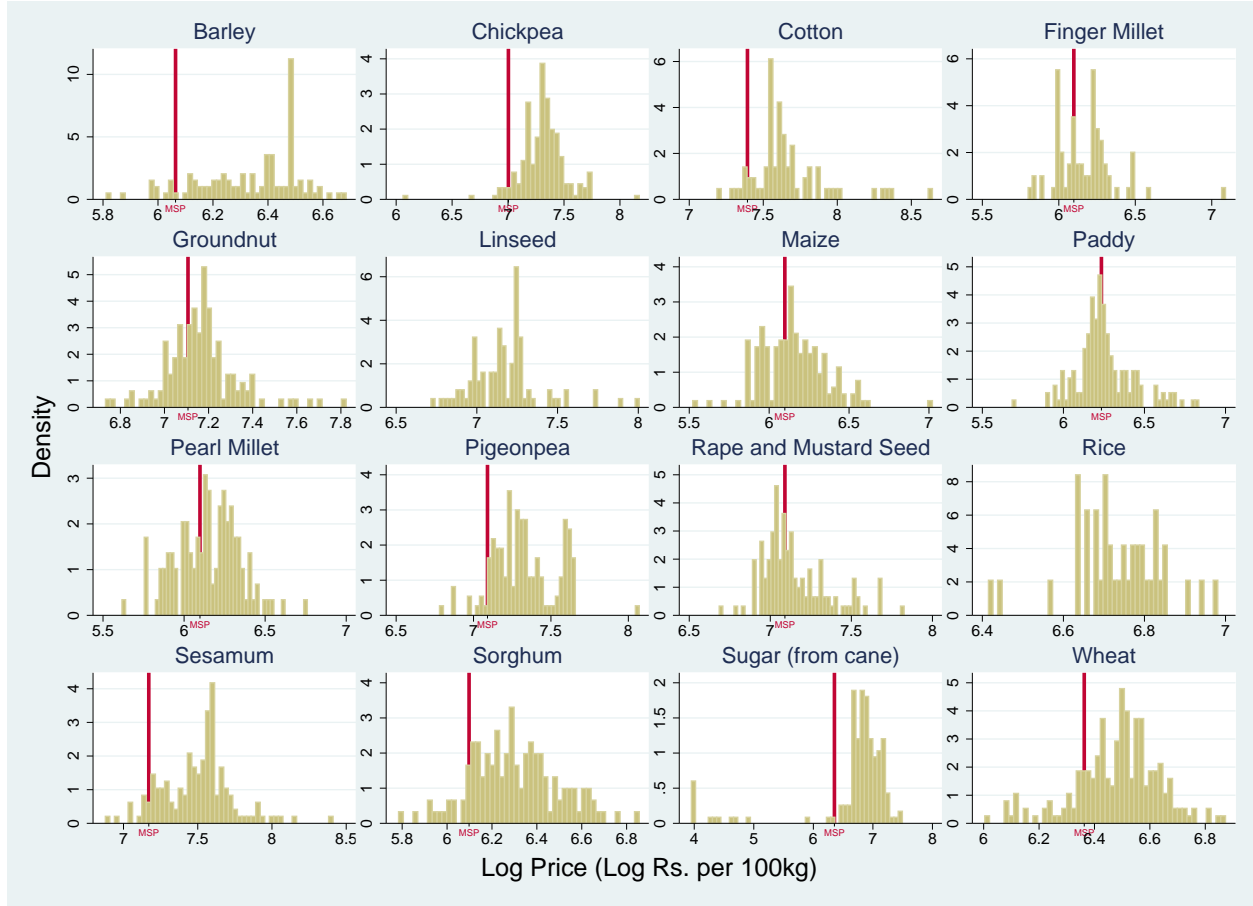 Barley Chickpea Cotton Finger Millet
0 5 10 0 1 2 3 4 0 2 4 6 0 2 4 6
5.8 6 6.2 6.4 6.6 6 6.5 7 7.5 8 7 7.5 8 8.5 5.5 6 6.5 7
MSP MSP MSP MSP
Groundnut Linseed Maize Paddy
0 1 2 3 4 5 0 2 4 6 0 1 2 3 4 0 1 2 3 4 5
6.8 7 7.2 7.4 7.6 7.8 6.5 7 7.5 8 5.5 6 6.5 7 5.5 6 6.5 7
MSP MSP MSP
Density
Pearl Millet Pigeonpea Rape and Mustard Seed Rice
0 1 2 3 0 1 2 3 4 0 1 2 3 4 5 0 2 4 6 8
5.5 6 6.5 7 6.5 7 7.5 8 6.5 7 7.5 8 6.4 6.6 6.8 7
MSP MSP MSP
Sesamum Sorghum Sugar (from cane) Wheat
0 1 2 3 4 0 1 2 3 4 0 .5 1 1.5 2 0 1 2 3 4 5
7 7.5 8 8.5 5.8 6 6.2 6.4 6.6 6.8 4 5 6 7 8 6 6.2 6.4 6.6 6.8
MSP MSP MSP MSP
Log Price (Log Rs. per 100kg)